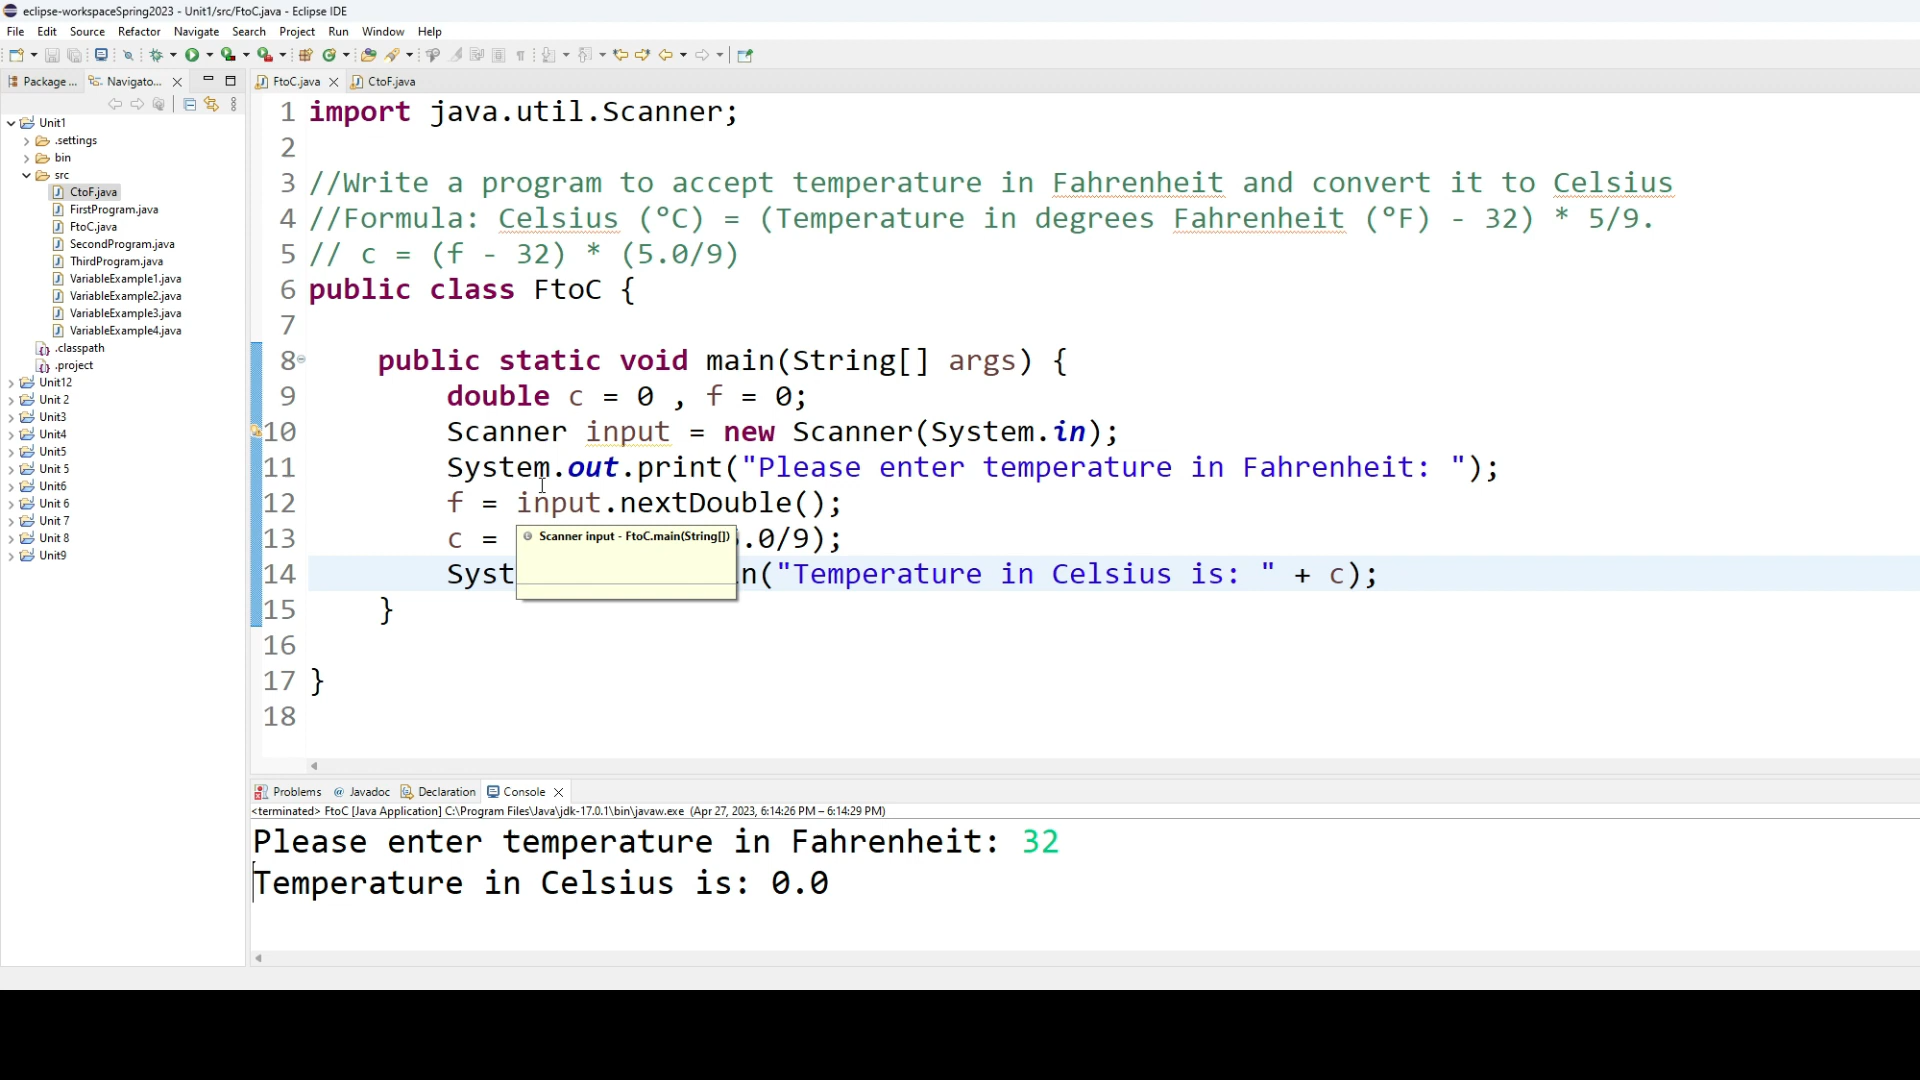 eclipse-workspaceSpring2023 - Unit1/src/FtoC.java - Eclipse IDE
File Edit Source Refactor Navigate Search Project Run Window Help
Package ... Navigato... FtoC.java CtoF.java
Unit1
.settings
bin
src
CtoF.java
FirstProgram.java
FtoC.java
SecondProgram.java
ThirdProgram.java
VariableExample1.java
VariableExample2.java
VariableExample3.java
VariableExample4.java
.classpath
.project
Unit12
Unit 2
Unit3
Unit4
Unit5
Unit 5
Unit6
Unit 6
Unit 7
Unit 8
Unit9
1 import java.util.Scanner;
2
3 //Write a program to accept temperature in Fahrenheit and convert it to Celsius
4 //Formula: Celsius (°C) = (Temperature in degrees Fahrenheit (°F) - 32) * 5/9.
5 // c = (f - 32) * (5.0/9)
6 public class FtoC {
7
8 public static void main(String[] args) {
9 double c = 0 , f = 0;
10 Scanner input = new Scanner(System.in);
11 System.out.print("Please enter temperature in Fahrenheit: ");
12 f = input.nextDouble();
13 c = .0/9);
Scanner input - FtoC.main(String[])
14 Syst n("Temperature in Celsius is: " + c);
15 }
16
17 }
18
Problems @ Javadoc Declaration Console
<terminated> FtoC [Java Application] C:\Program Files\Java\jdk-17.0.1\bin\javaw.exe (Apr 27, 2023, 6:14:26 PM – 6:14:29 PM)
Please enter temperature in Fahrenheit: 32
Temperature in Celsius is: 0.0